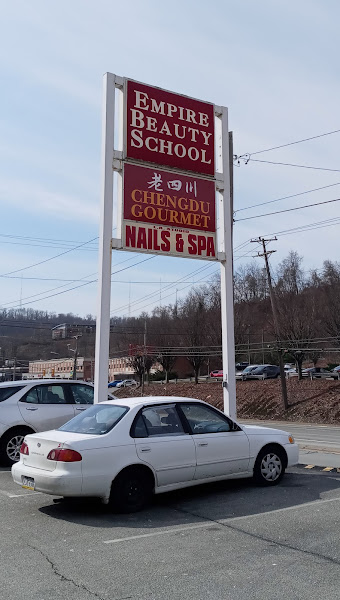 EMPIRE
BEAUTY
SCHOOL
老四川
CHENGDU
GOURMET
NAILS & SPA